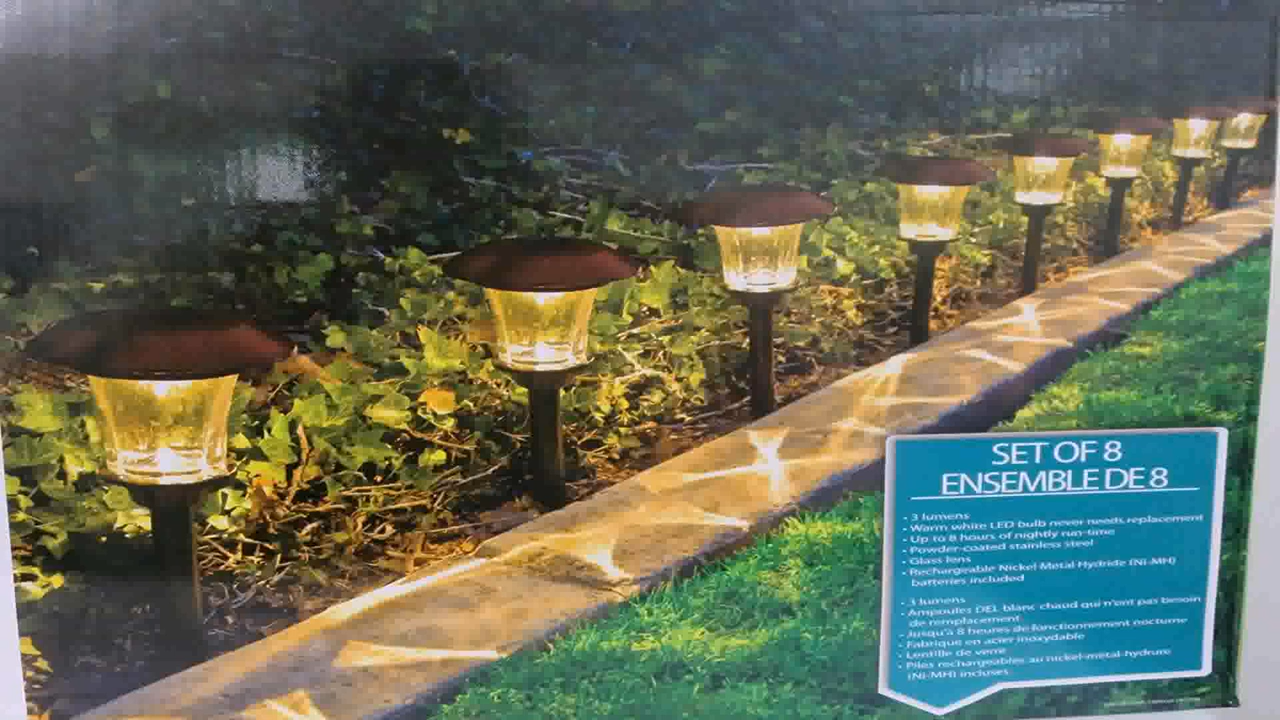 SET OF 8
ENSEMBLE DE 8
• 3 lumens
• Warm white LED bulb never needs replacement
• Up to 8 hours of nightly run-time
• Powder-coated stainless steel
• Glass lens
• Rechargeable Nickel Metal Hydride (Ni-MH)
batteries included
• 3 lumens
• Ampoules DEL blanc chaud qui n'ont pas besoin
de remplacement
• Jusqu'à 8 heures de fonctionnement nocturne
• Fabriqué en acier inoxydable
• Lentille de verre
• Piles rechargeables au nickel-metal-hydrure
(Ni-MH) incluses